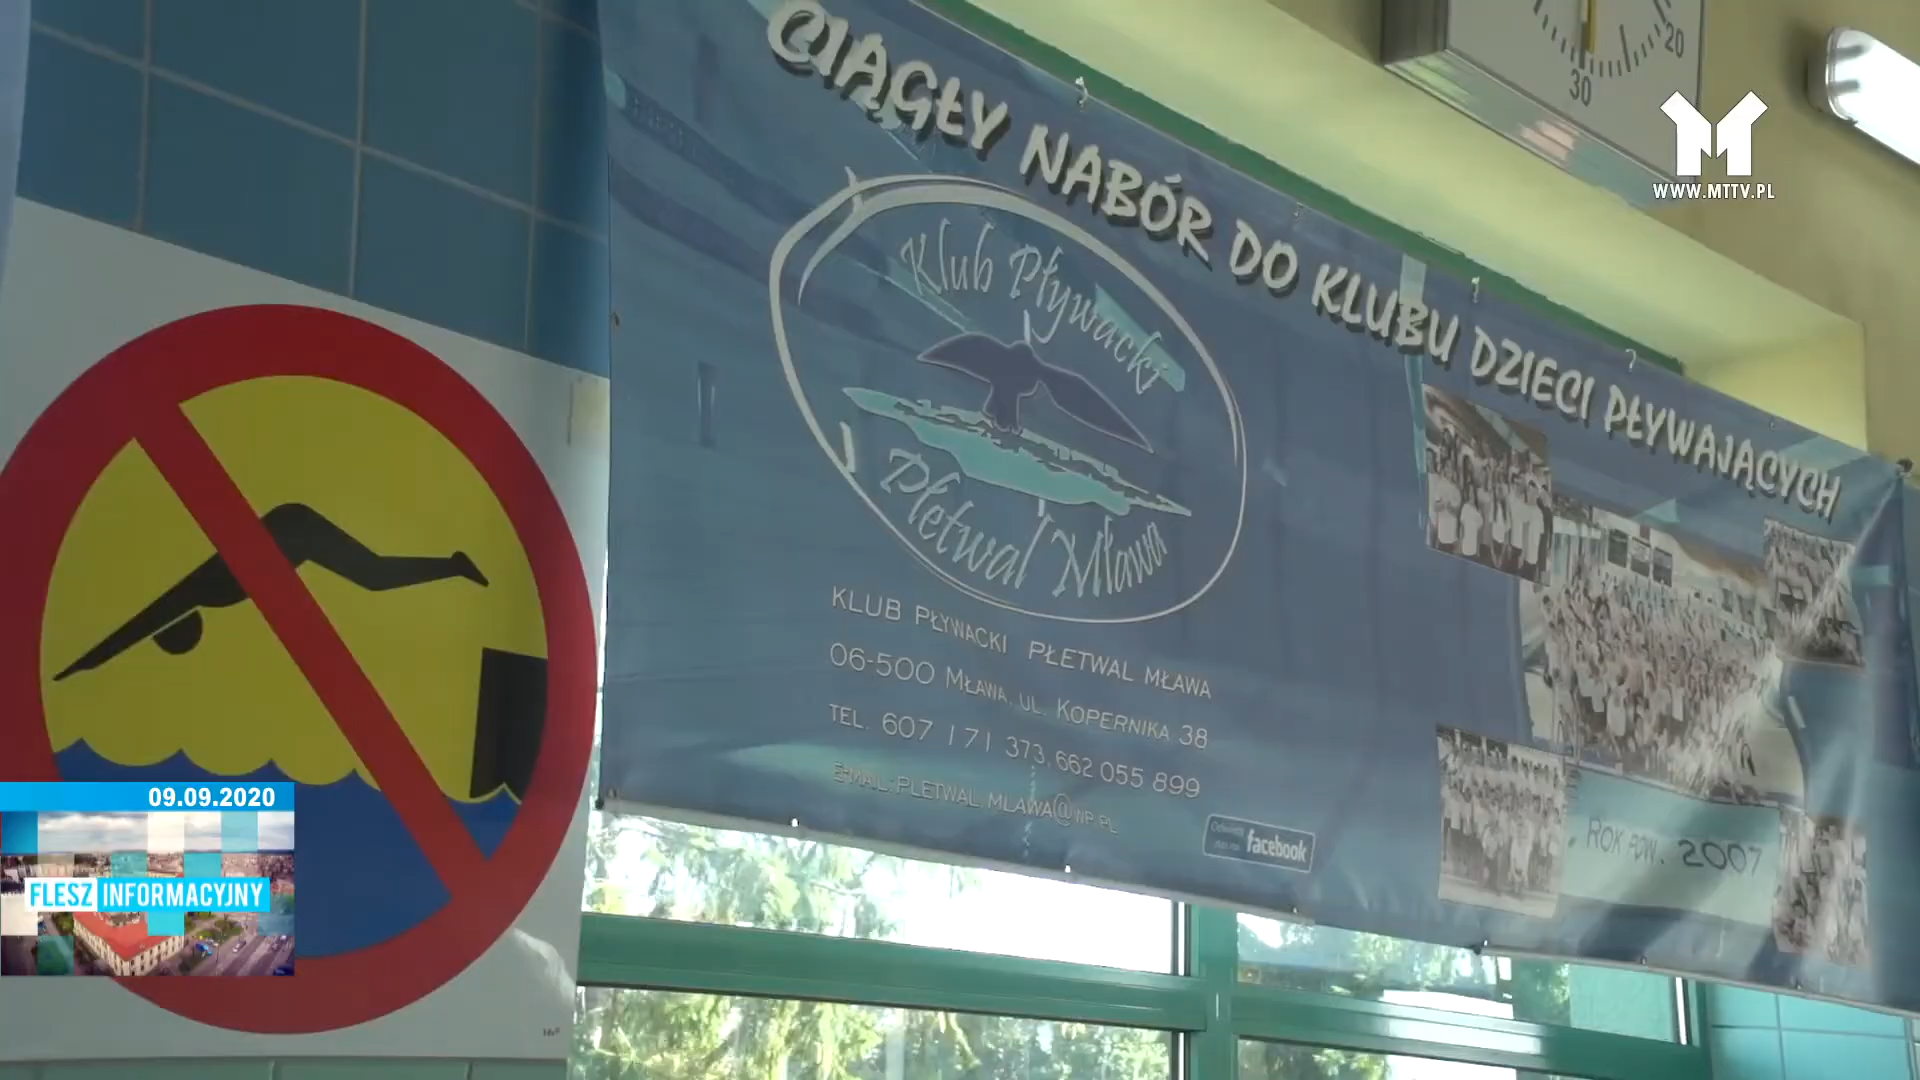 CIĄGŁY NABÓR DO KLUBU DZIECI PŁYWAJĄCYCH
20
30
WWW.MTTV.PL
Klub Pływacki
Płetwal Mława
KLUB PŁYWACKI PŁETWAL MŁAWA
06-500 MŁAWA, UL. KOPERNIKA 38
TEL. 607 171 373, 662 055 899
E-MAIL: PLETWAL.MLAWA@WP.PL
facebook
ROK POW. 2007
09.09.2020
FLESZ INFORMACYJNY